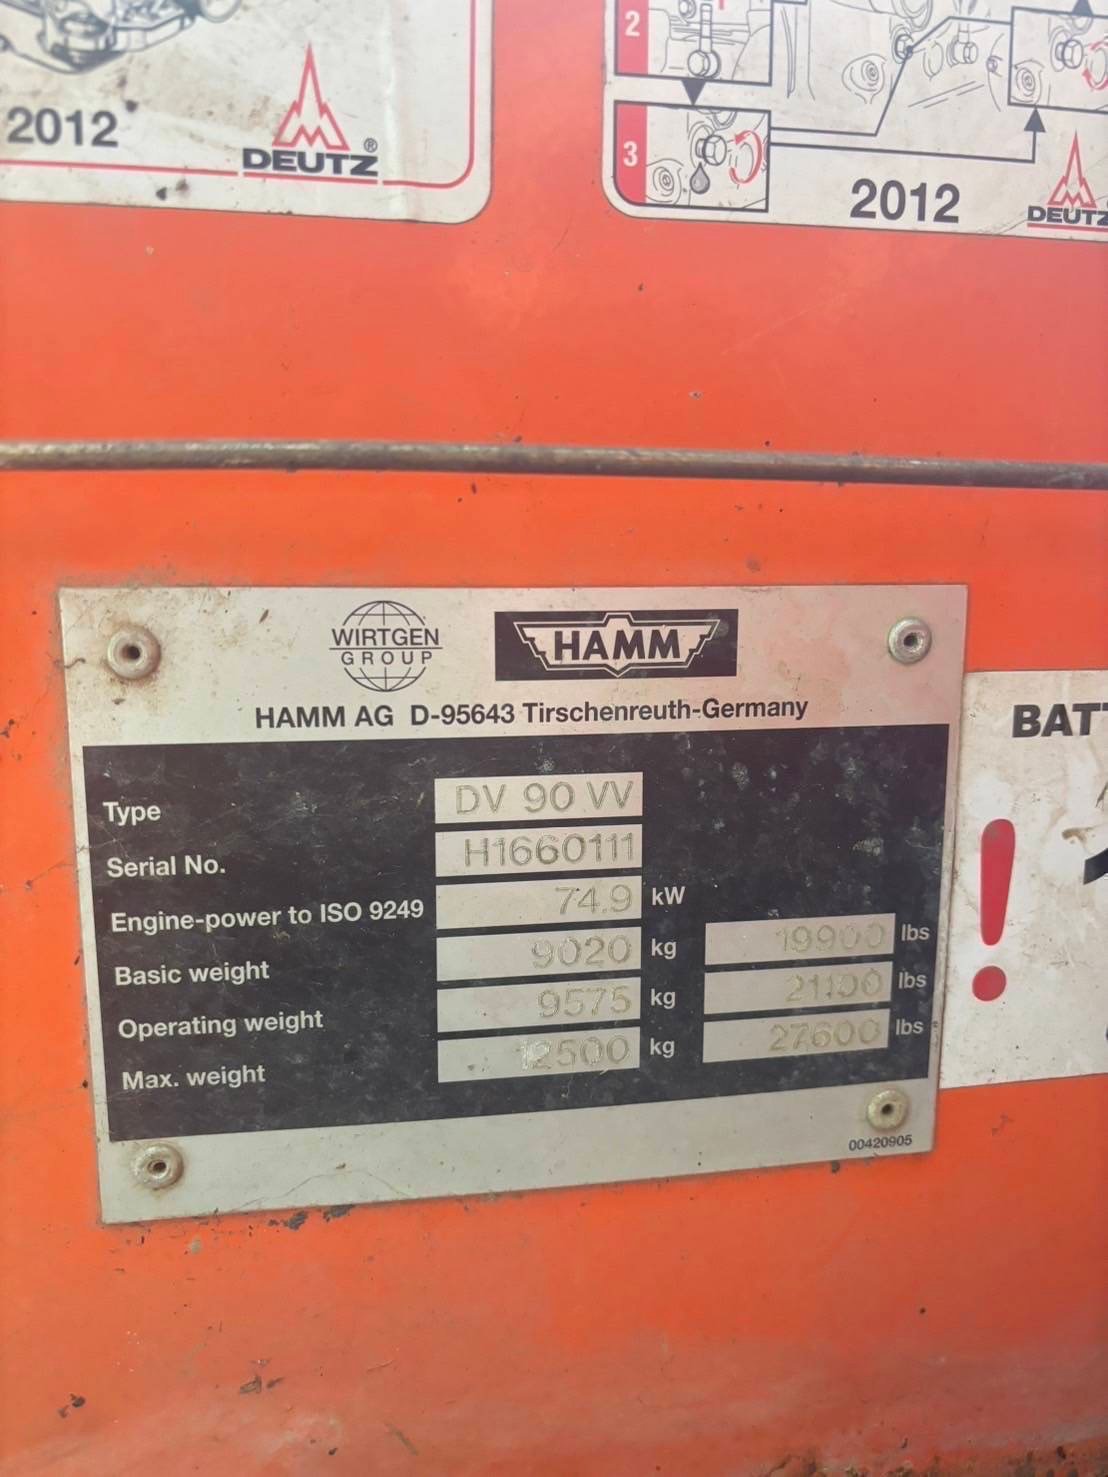 2012
DEUTZ®
2
3
2012
DEUTZ
WIRTGEN
GROUP
HAMM
HAMM AG D-95643 Tirschenreuth-Germany
BATT
Type DV 90 VV
Serial No. H1660111
Engine-power to ISO 9249 74.9 kW
Basic weight 9020 kg 19900 lbs
Operating weight 9575 kg 21100 lbs
Max. weight 12500 kg 27600 lbs
!
00420905